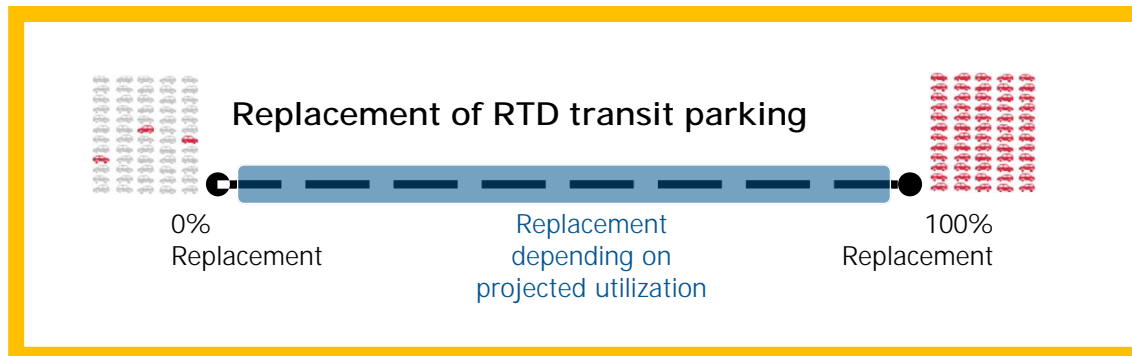 Replacement of RTD transit parking
0%
Replacement
Replacement
depending on
projected utilization
100%
Replacement